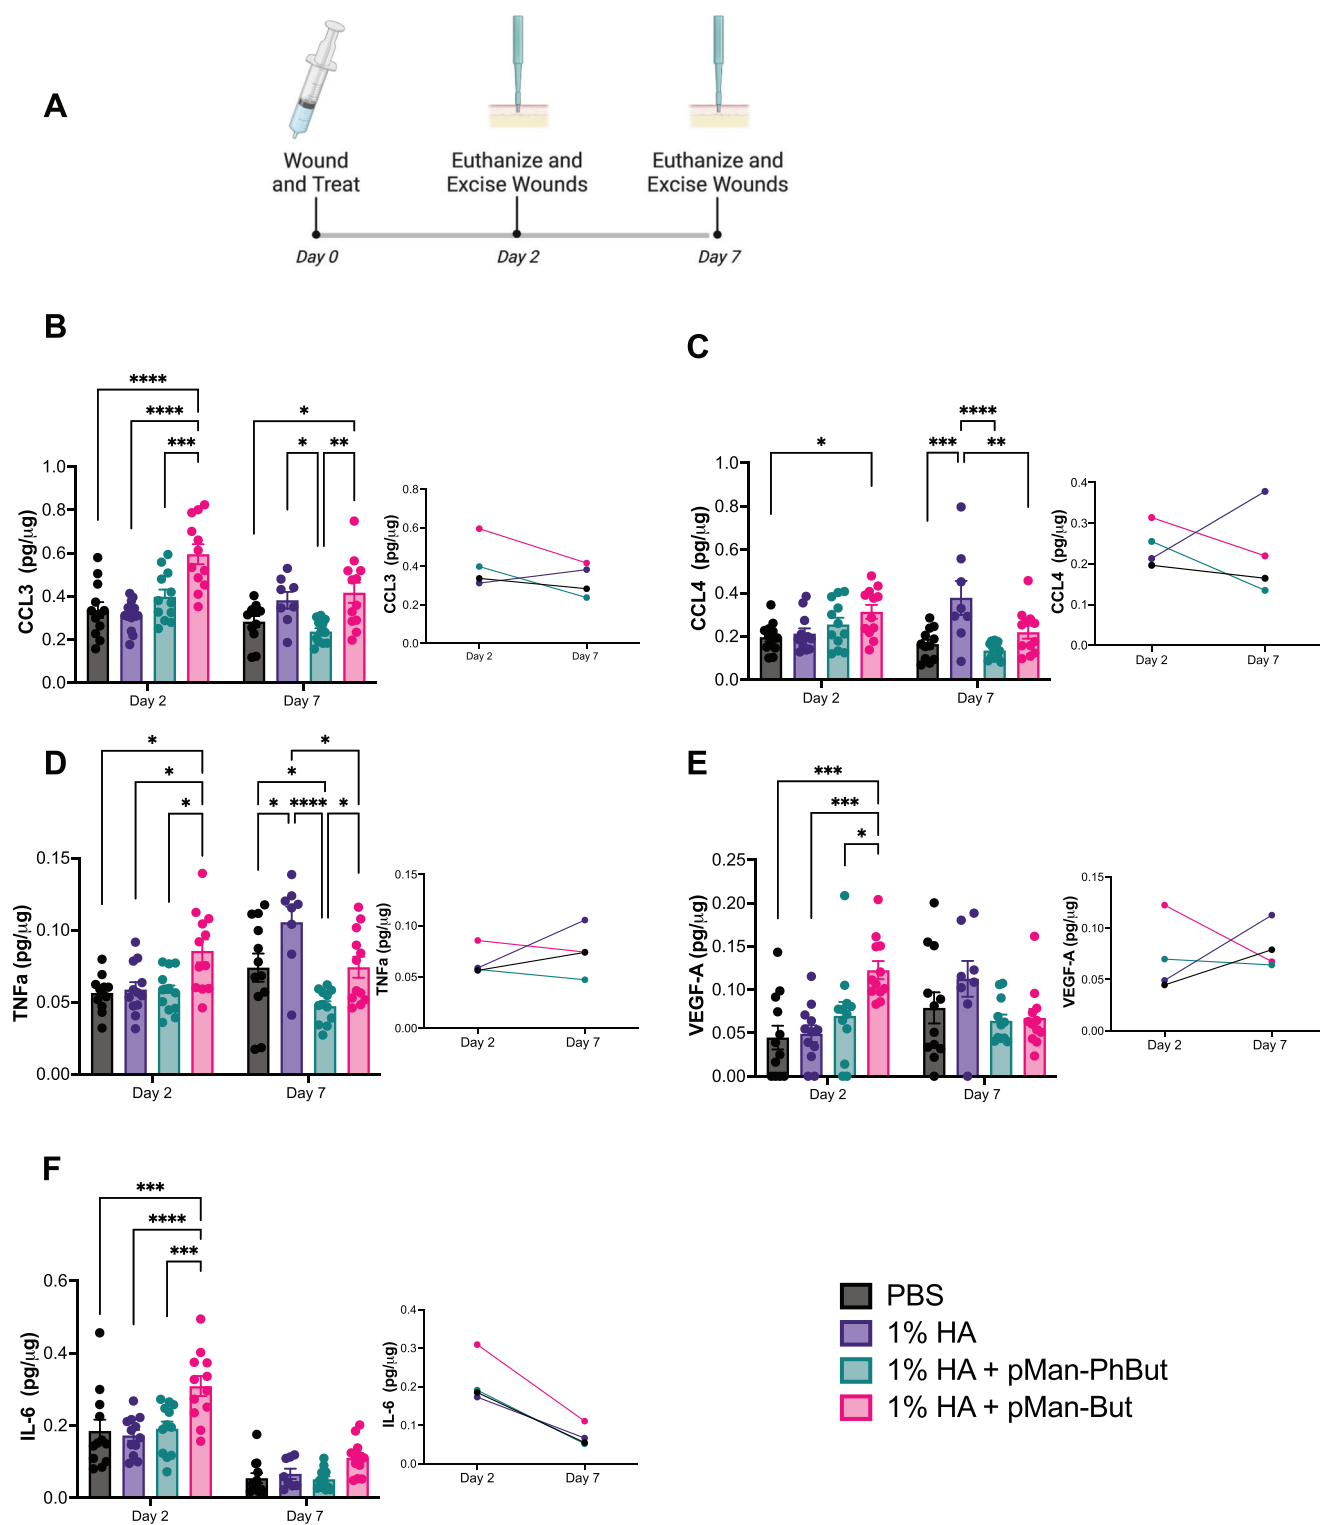 A
Wound
and Treat
Euthanize and
Excise Wounds
Euthanize and
Excise Wounds
Day 0
Day 2
Day 7
B
****
****
***
*
*
**
CCL3 (pg/µg)
1.0
0.8
0.6
0.4
0.2
0.0
Day 2
Day 7
CCL3 (pg/µg)
0.8
0.6
0.4
0.2
0.0
Day 2
Day 7
C
*
****
***
**
CCL4 (pg/µg)
1.0
0.8
0.6
0.4
0.2
0.0
Day 2
Day 7
CCL4 (pg/µg)
0.4
0.3
0.2
0.1
0.0
Day 2
Day 7
D
*
*
*
*
*
*
****
*
TNFa (pg/µg)
0.15
0.10
0.05
0.00
Day 2
Day 7
TNFa (pg/µg)
0.15
0.10
0.05
0.00
Day 2
Day 7
E
***
***
*
VEGF-A (pg/µg)
0.25
0.20
0.15
0.10
0.05
0.00
Day 2
Day 7
VEGF-A (pg/µg)
0.15
0.10
0.05
0.00
Day 2
Day 7
F
***
****
***
IL-6 (pg/µg)
0.6
0.4
0.2
0.0
Day 2
Day 7
IL-6 (pg/µg)
0.4
0.3
0.2
0.1
0.0
Day 2
Day 7
PBS
1% HA
1% HA + pMan-PhBut
1% HA + pMan-But